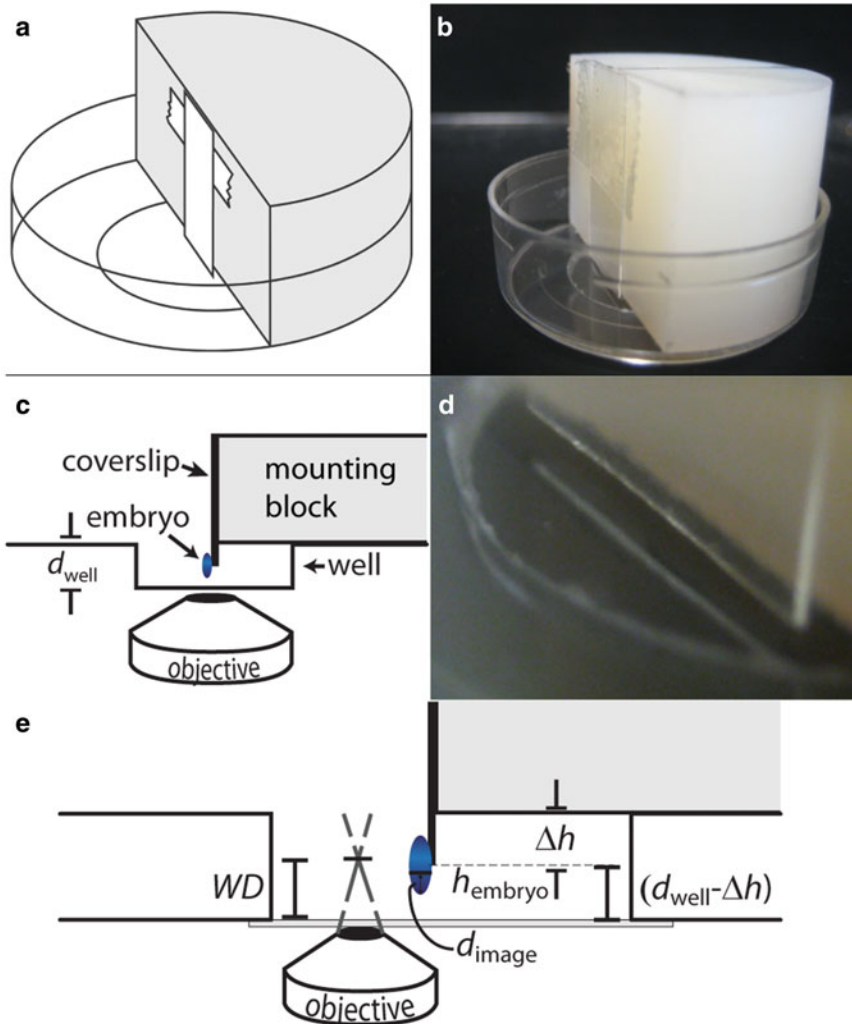 a
b
c
coverslip
embryo
d_well
mounting
block
well
objective
d
e
WD
Δh
h_embryo
(d_well-Δh)
d_image
objective